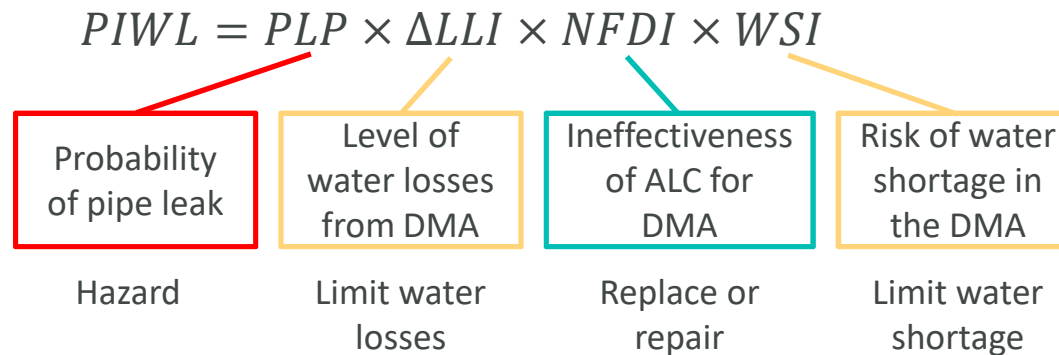 PIWL = PLP × ΔLLI × NFDI × WSI
Probability
of pipe leak
Level of
water losses
from DMA
Ineffectiveness
of ALC for
DMA
Risk of water
shortage in
the DMA
Hazard
Limit water
losses
Replace or
repair
Limit water
shortage